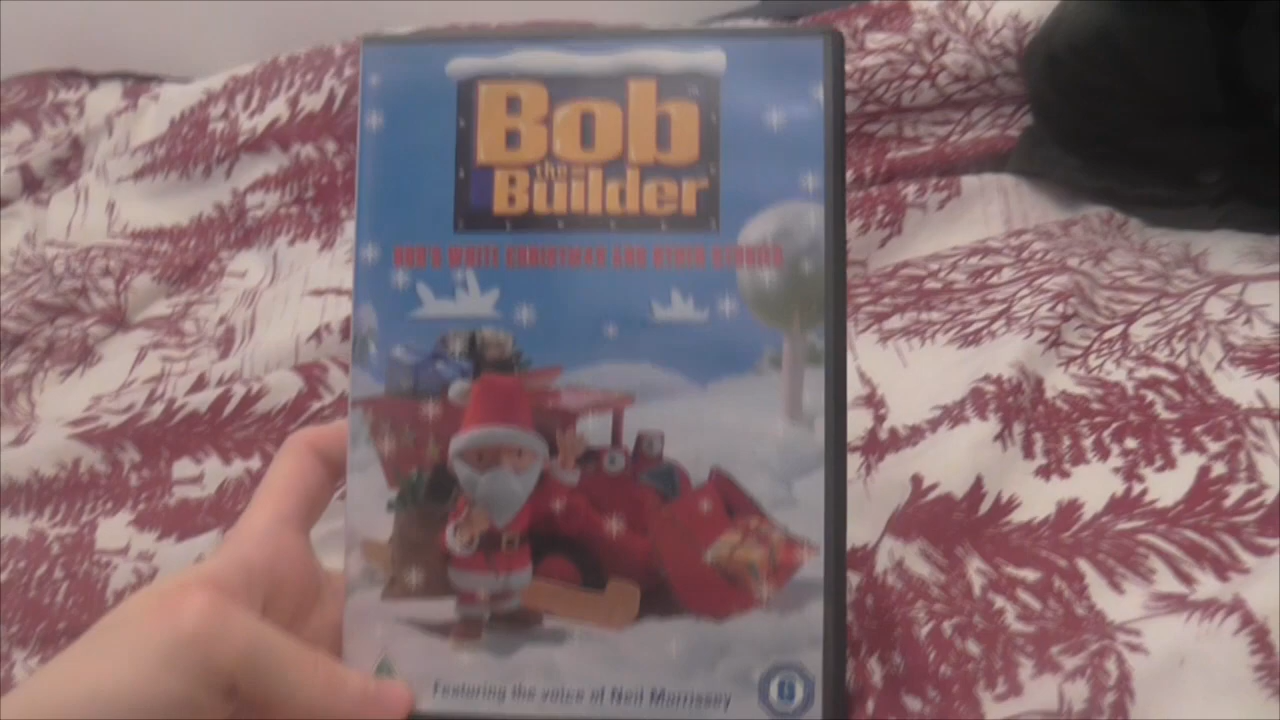 Bob
the
Builder
BOB'S WHITE CHRISTMAS AND OTHER STORIES
Featuring the voice of Neil Morrissey